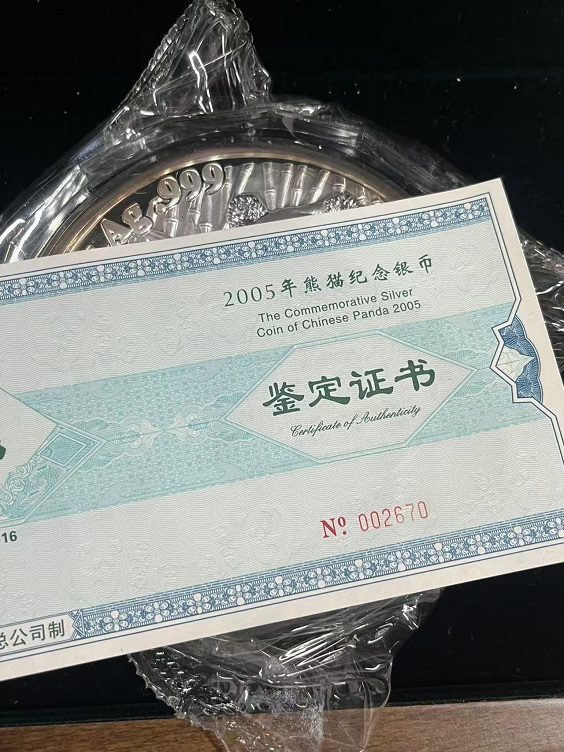 Ag.999
2005年熊猫纪念银币
The Commemorative Silver
Coin of Chinese Panda 2005
鉴定证书
Certificate of Authenticity
16
Nº 002670
总公司制